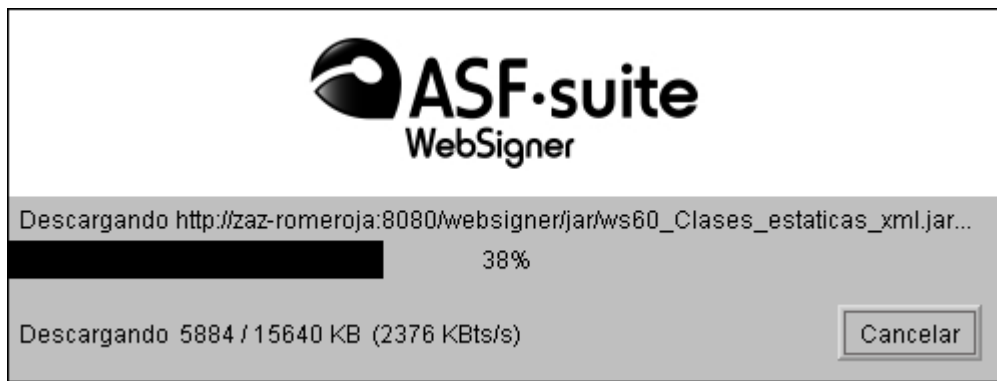 ASF·suite
WebSigner
Descargando http://zaz-romeroja:8080/websigner/jar/ws60_Clases_estaticas_xml.jar...
38%
Descargando 5884 / 15640 KB (2376 KBts/s)
Cancelar